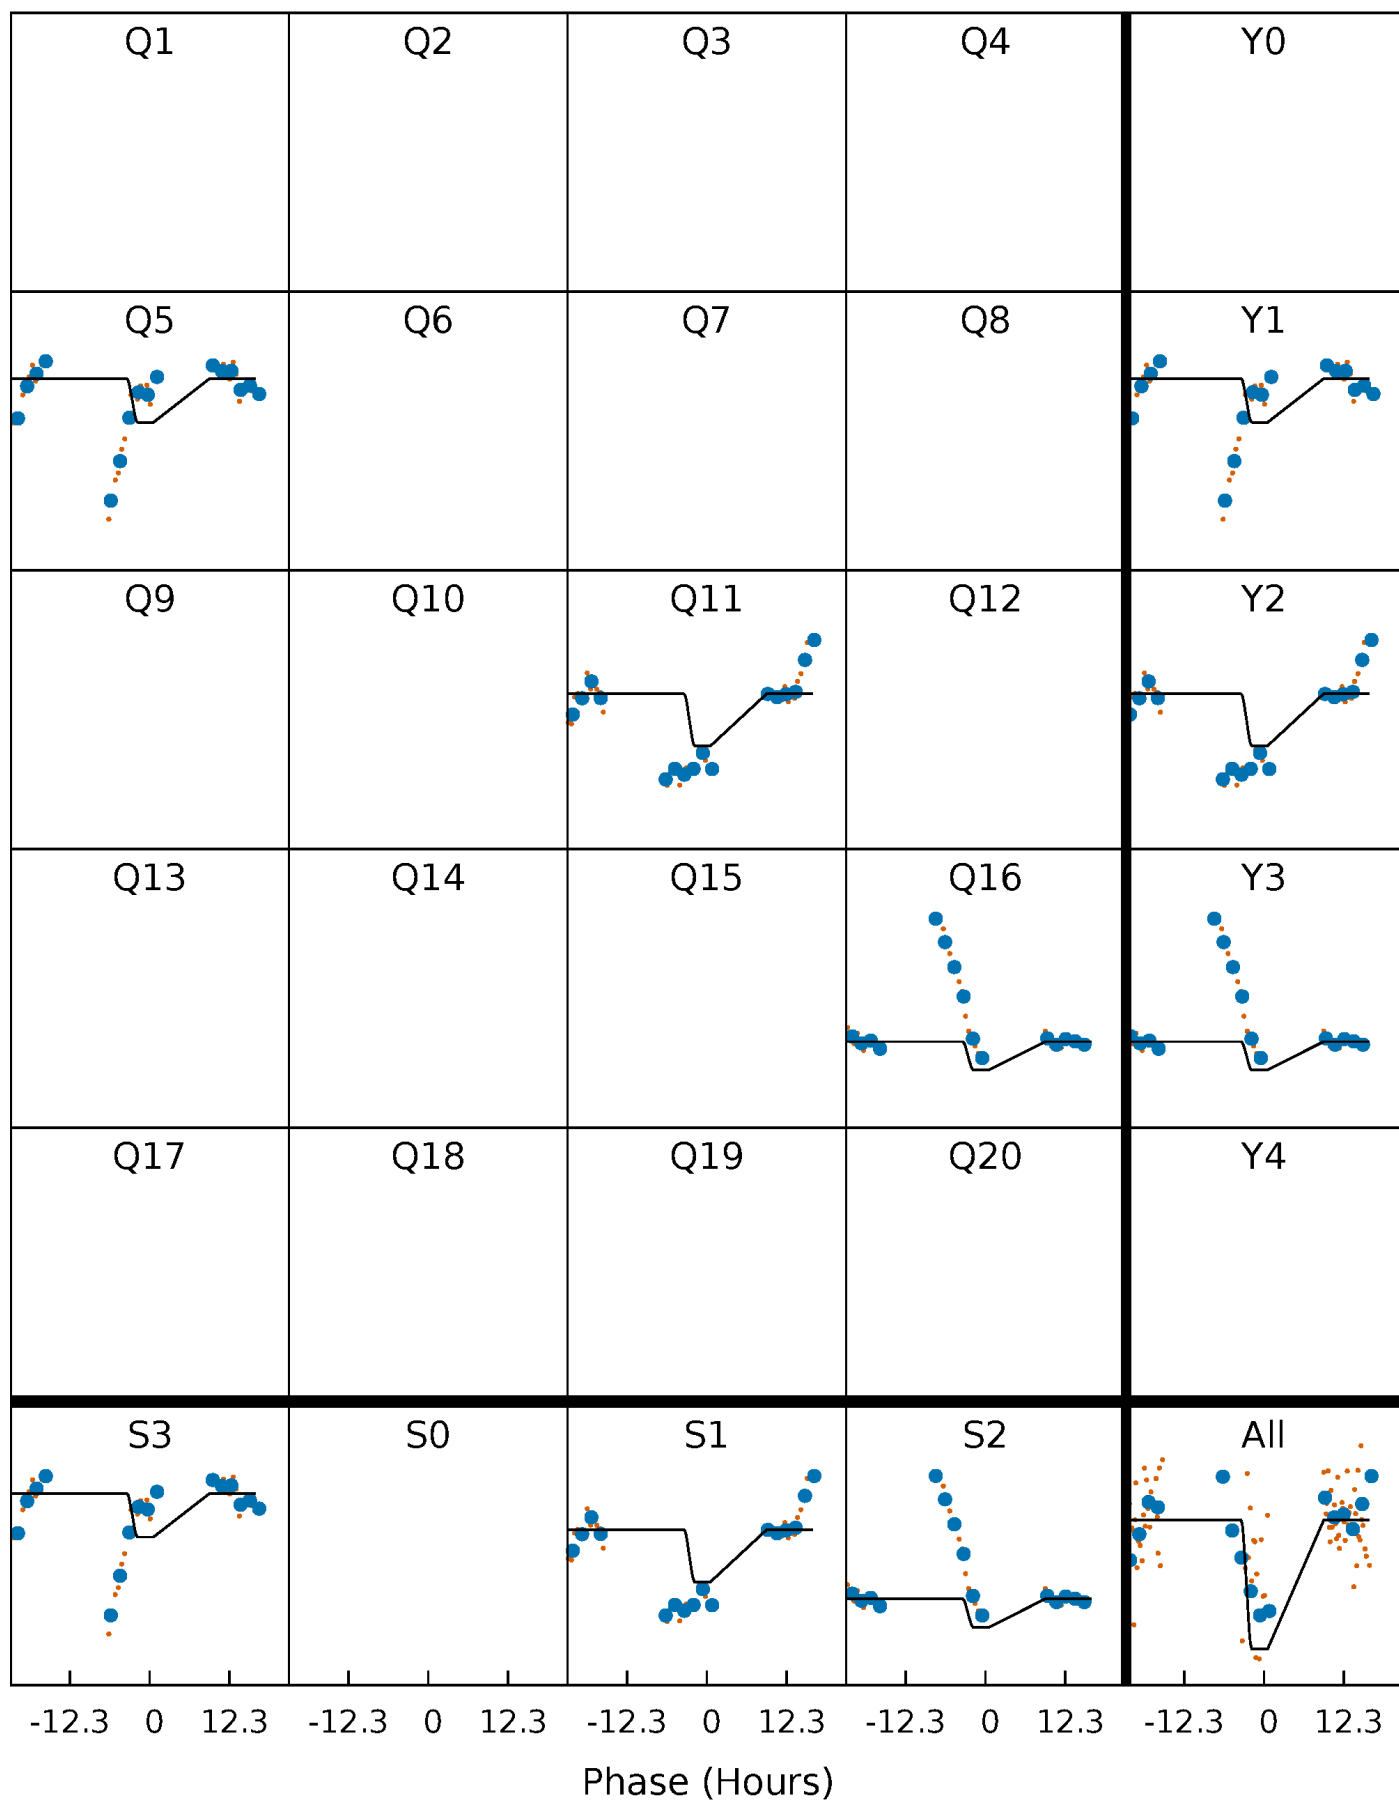 Q1 Q2 Q3 Q4 Y0
Q5 Q6 Q7 Q8 Y1
Q9 Q10 Q11 Q12 Y2
Q13 Q14 Q15 Q16 Y3
Q17 Q18 Q19 Q20 Y4
S3 S0 S1 S2 All
-12.3 0 12.3 -12.3 0 12.3 -12.3 0 12.3 -12.3 0 12.3 -12.3 0 12.3
Phase (Hours)